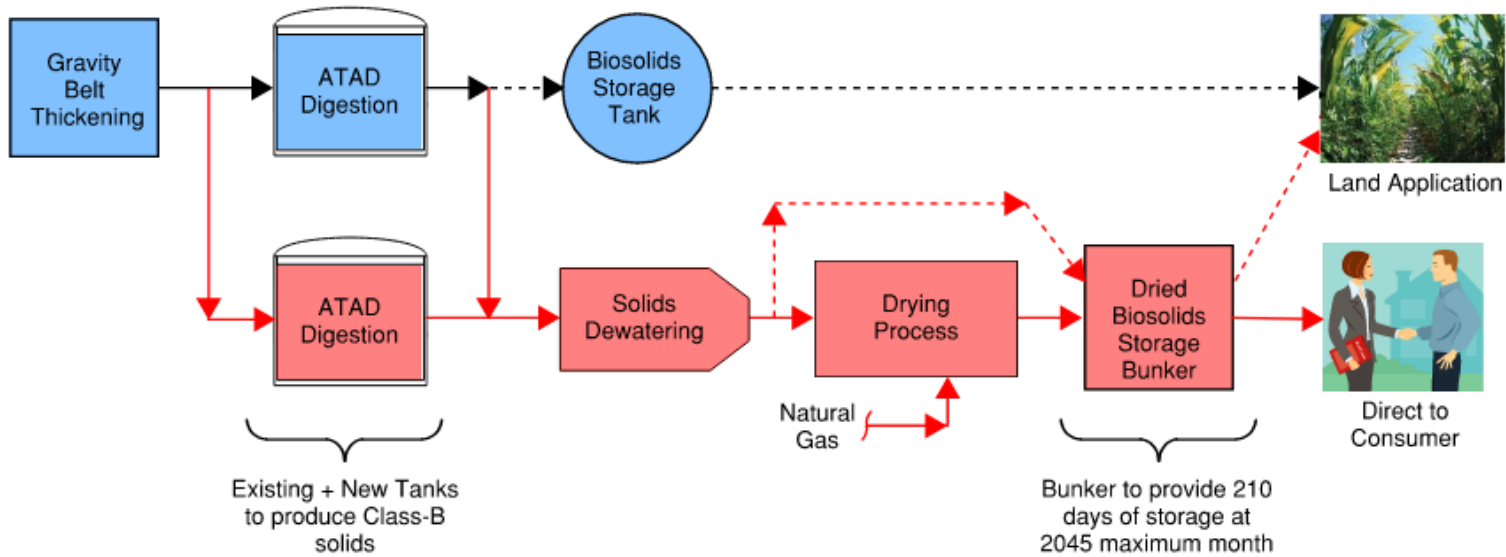 Gravity
Belt
Thickening
ATAD
Digestion
Biosolids
Storage
Tank
Land Application
ATAD
Digestion
Solids
Dewatering
Drying
Process
Dried
Biosolids
Storage
Bunker
Natural
Gas
Direct to
Consumer
Existing + New Tanks
to produce Class-B
solids
Bunker to provide 210
days of storage at
2045 maximum month